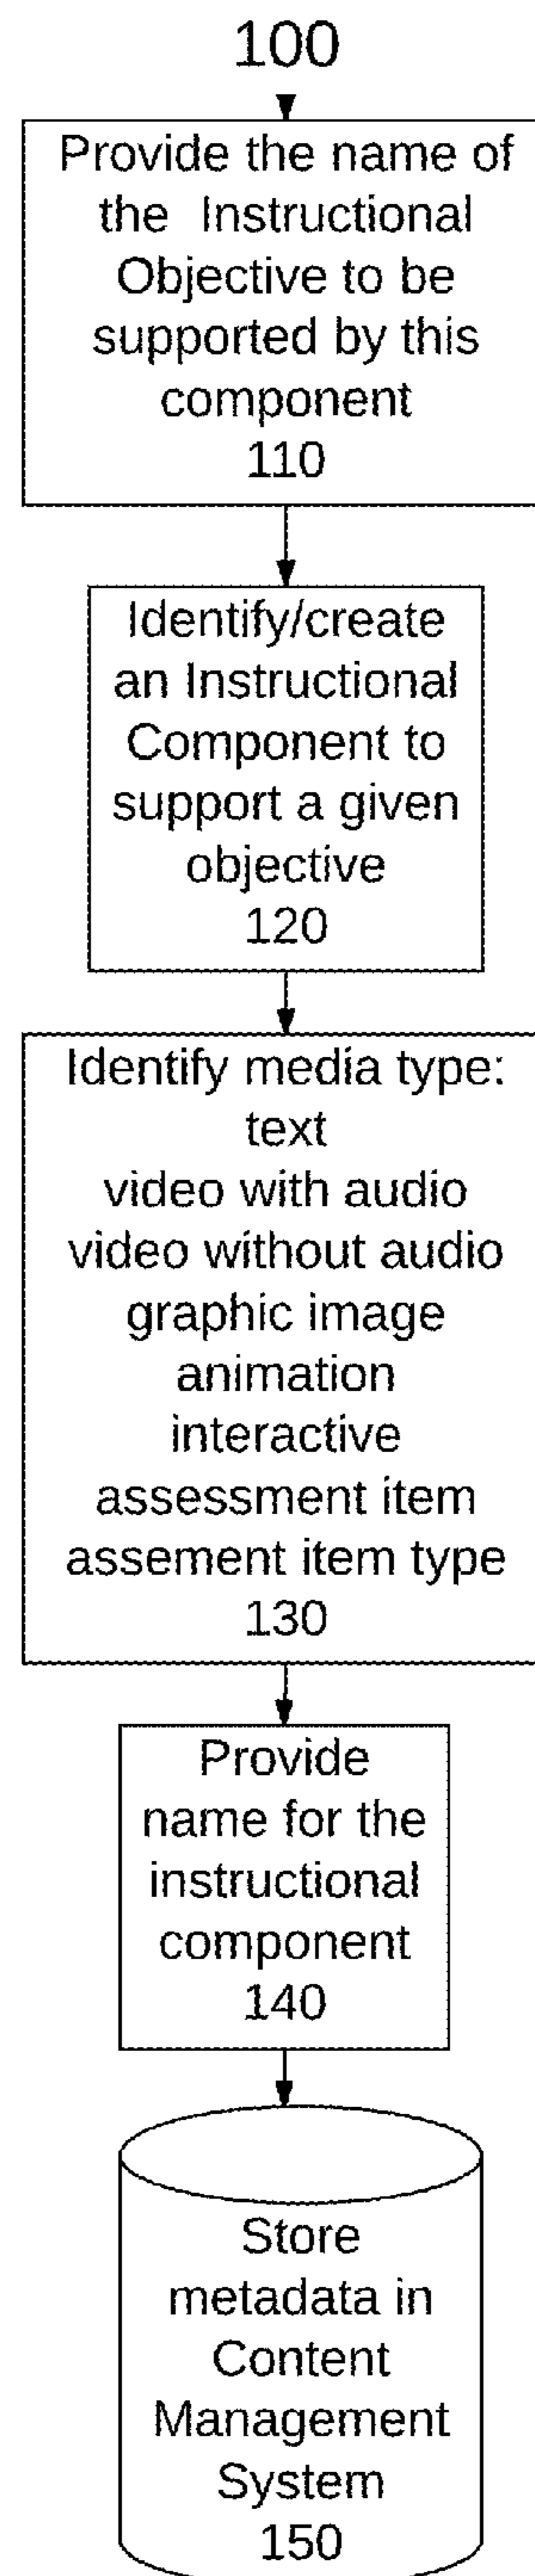 100
Provide the name of
the Instructional
Objective to be
supported by this
component
110
Identify/create
an Instructional
Component to
support a given
objective
120
Identify media type:
text
video with audio
video without audio
graphic image
animation
interactive
assessment item
assement item type
130
Provide
name for the
instructional
component
140
Store
metadata in
Content
Management
System
150